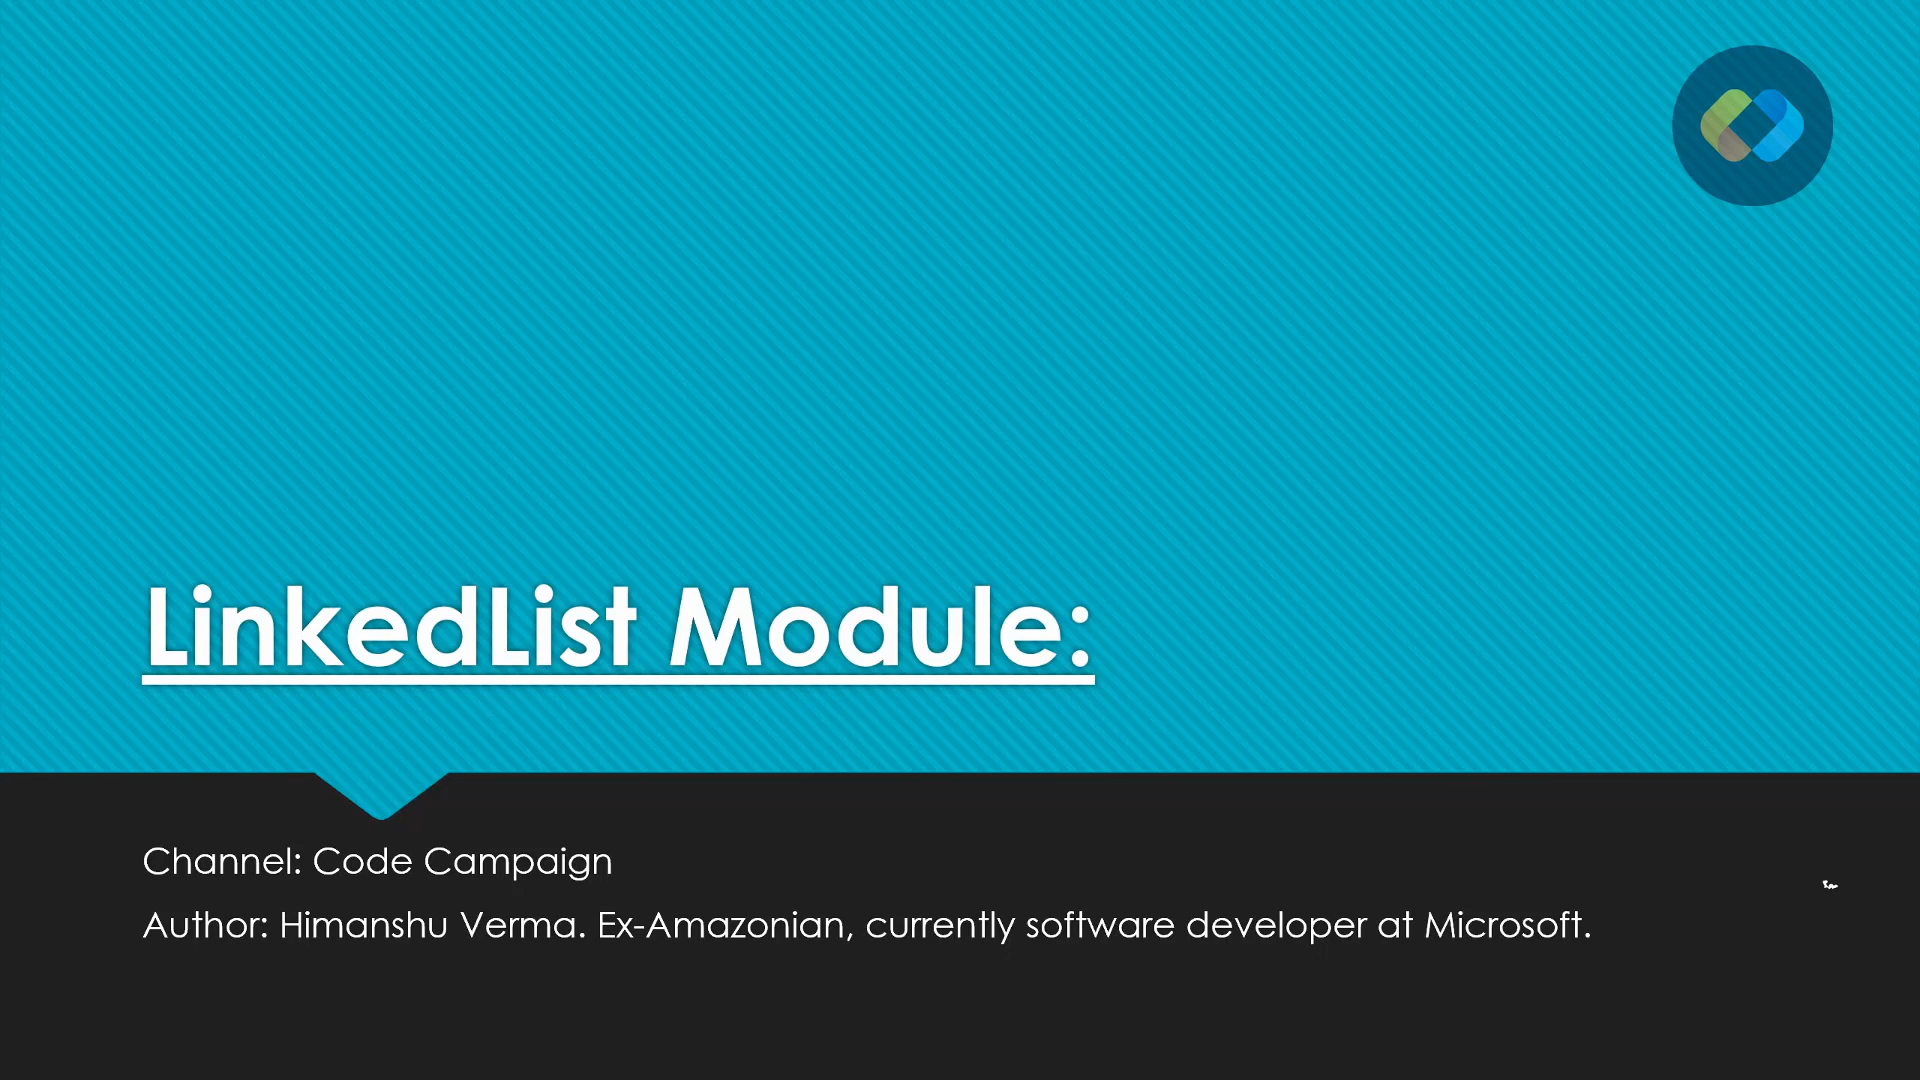 LinkedList Module:
Channel: Code Campaign
Author: Himanshu Verma. Ex-Amazonian, currently software developer at Microsoft.